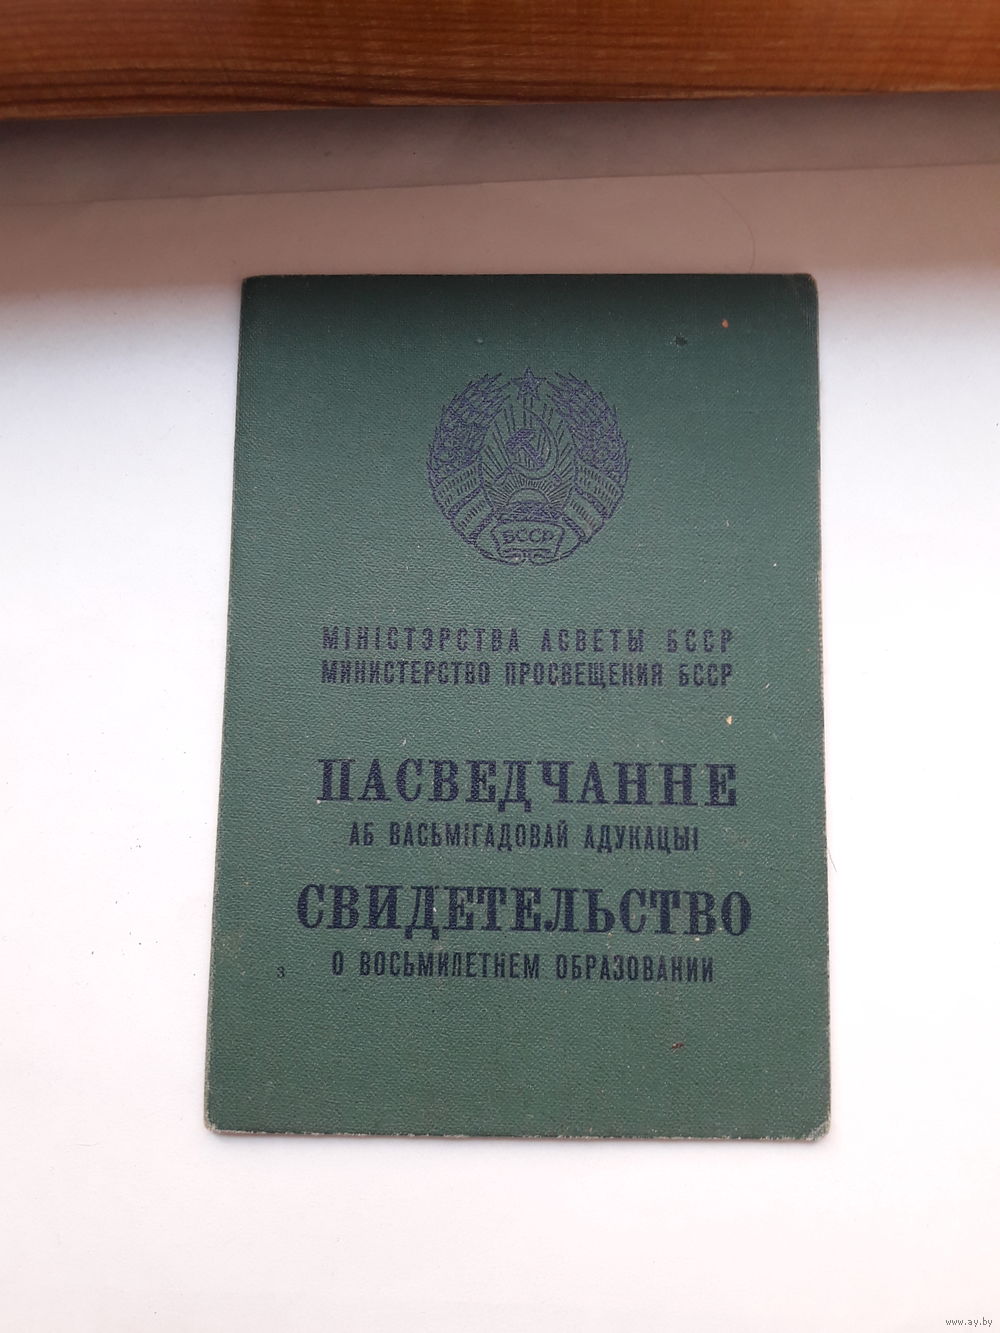 БССР
МІНІСТЭРСТВА АСВЕТЫ БССР
МИНИСТЕРСТВО ПРОСВЕЩЕНИЯ БССР
ПАСВЕДЧАННЕ
АБ ВАСЬМІГАДОВАЙ АДУКАЦЫІ
СВИДЕТЕЛЬСТВО
О ВОСЬМИЛЕТНЕМ ОБРАЗОВАНИИ
З
www.ay.by